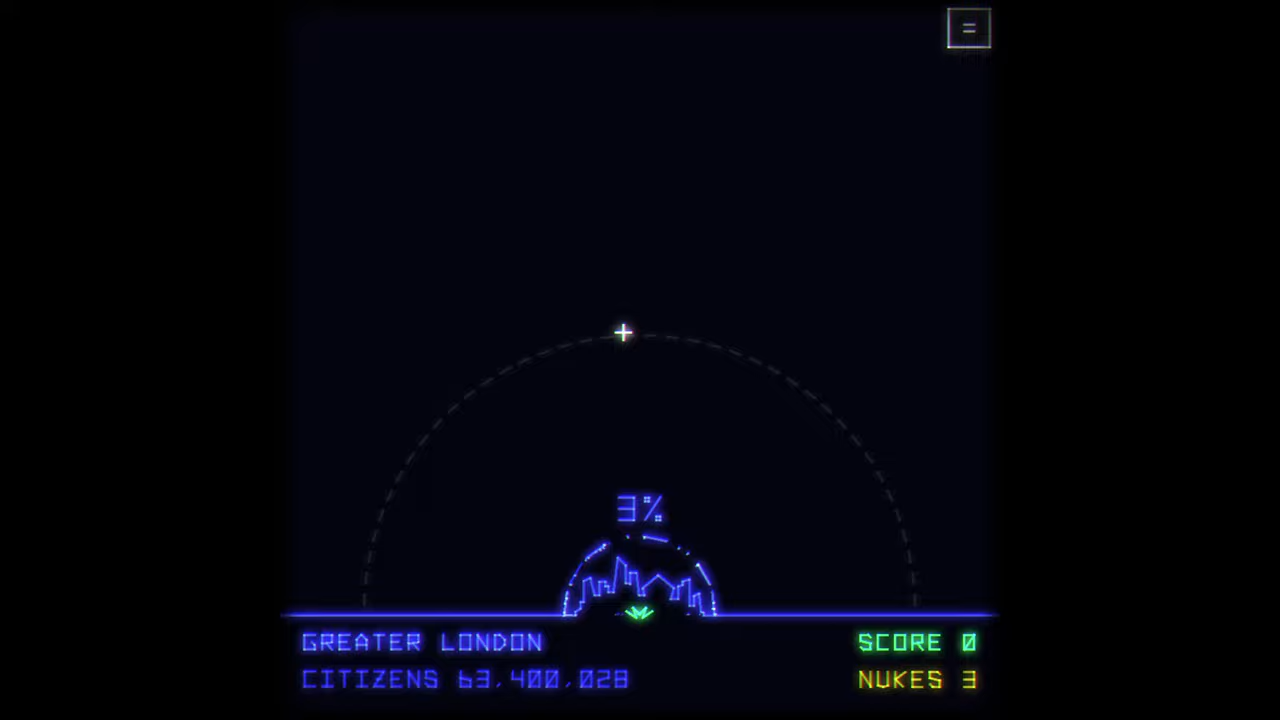 3%
GREATER LONDON
SCORE 0
CITIZENS 63,400,028
NUKES 3